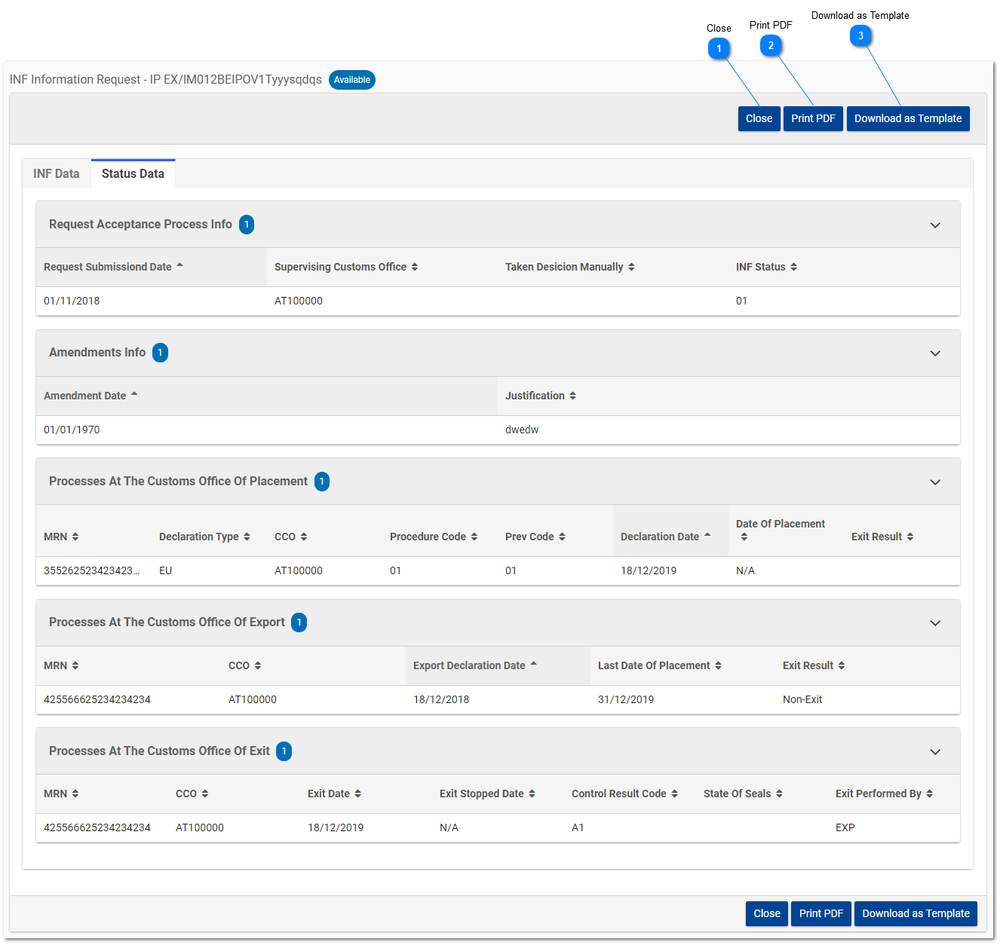 Download as Template
Close
Print PDF
3
1
2
INF Information Request - IP EX/IM012BEIPOV1Tyyysqdqs Available
Close Print PDF Download as Template
INF Data Status Data
Request Acceptance Process Info 1
Request Submissiond Date Supervising Customs Office Taken Desicion Manually INF Status
01/11/2018 AT100000 01
Amendments Info 1
Amendment Date Justification
01/01/1970 dwedw
Processes At The Customs Office Of Placement 1
MRN Declaration Type CCO Procedure Code Prev Code Declaration Date Date Of Placement Exit Result
355262523423423... EU AT100000 01 01 18/12/2019 N/A
Processes At The Customs Office Of Export 1
MRN CCO Export Declaration Date Last Date Of Placement Exit Result
425566625234234234 AT100000 18/12/2018 31/12/2019 Non-Exit
Processes At The Customs Office Of Exit 1
MRN CCO Exit Date Exit Stopped Date Control Result Code State Of Seals Exit Performed By
425566625234234234 AT100000 18/12/2019 N/A A1 EXP
Close Print PDF Download as Template